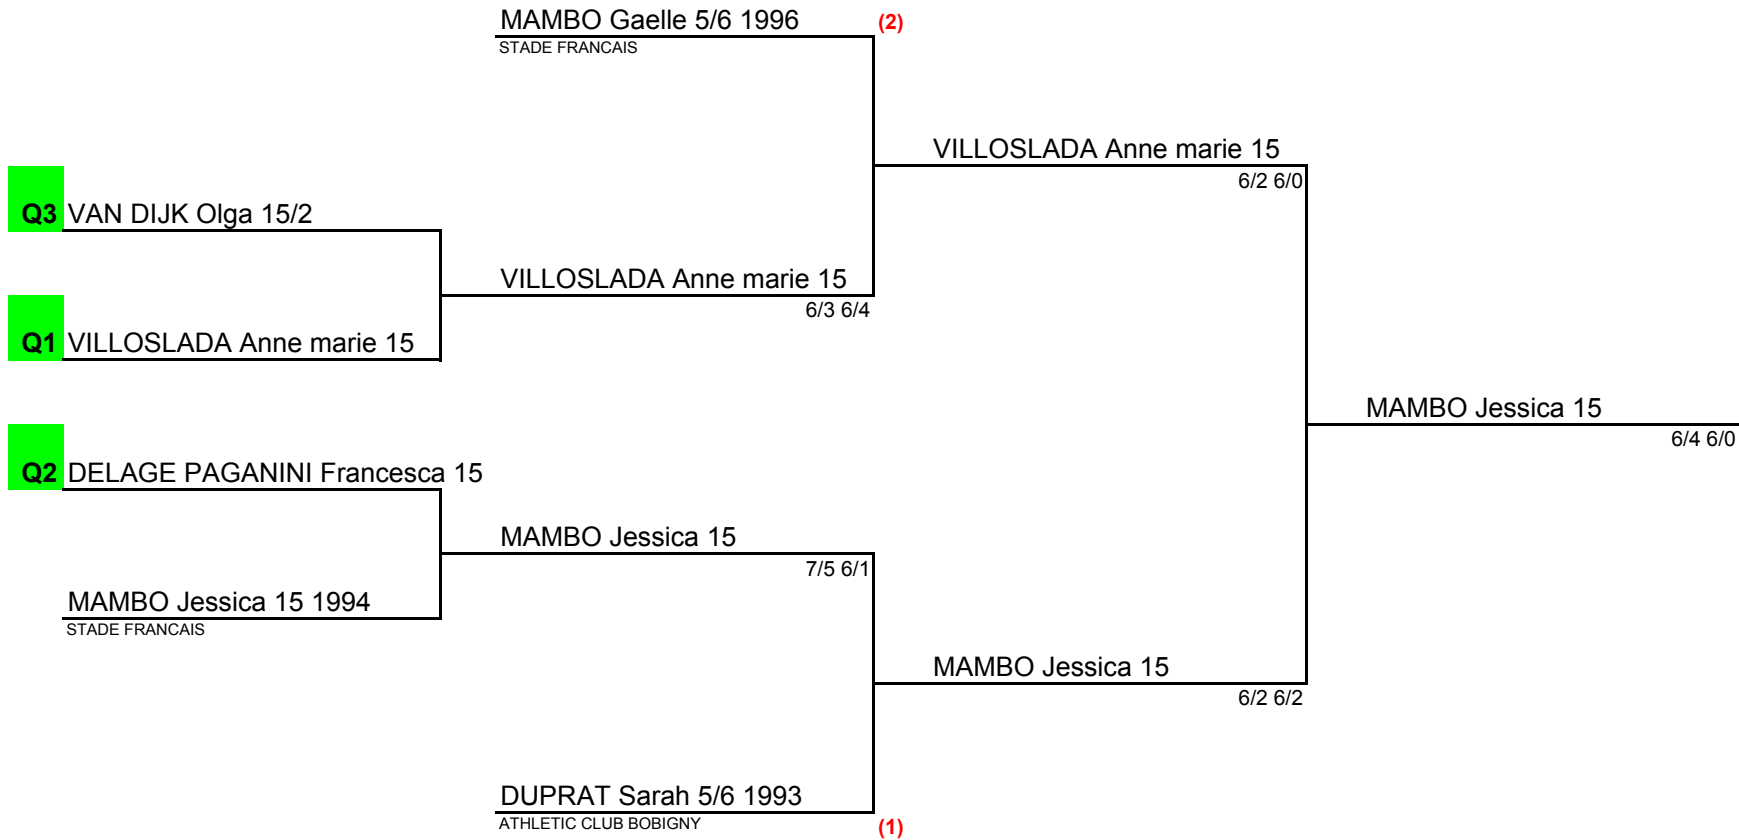 MAMBO Gaelle 5/6 1996
(2)
STADE FRANCAIS
VILLOSLADA Anne marie 15
6/2 6/0
Q3 VAN DIJK Olga 15/2
VILLOSLADA Anne marie 15
6/3 6/4
Q1 VILLOSLADA Anne marie 15
MAMBO Jessica 15
6/4 6/0
Q2 DELAGE PAGANINI Francesca 15
MAMBO Jessica 15
7/5 6/1
MAMBO Jessica 15 1994
STADE FRANCAIS
MAMBO Jessica 15
6/2 6/2
DUPRAT Sarah 5/6 1993
ATHLETIC CLUB BOBIGNY
(1)